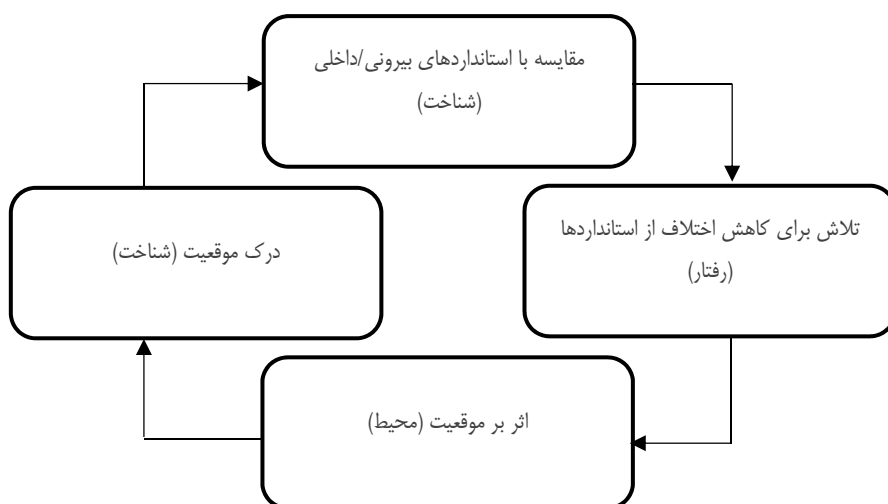 مقایسه با استانداردهای بیرونی/داخلی
(شناخت)
تلاش برای کاهش اختلاف از استانداردها
(رفتار)
درک موقعیت (شناخت)
اثر بر موقعیت (محیط)